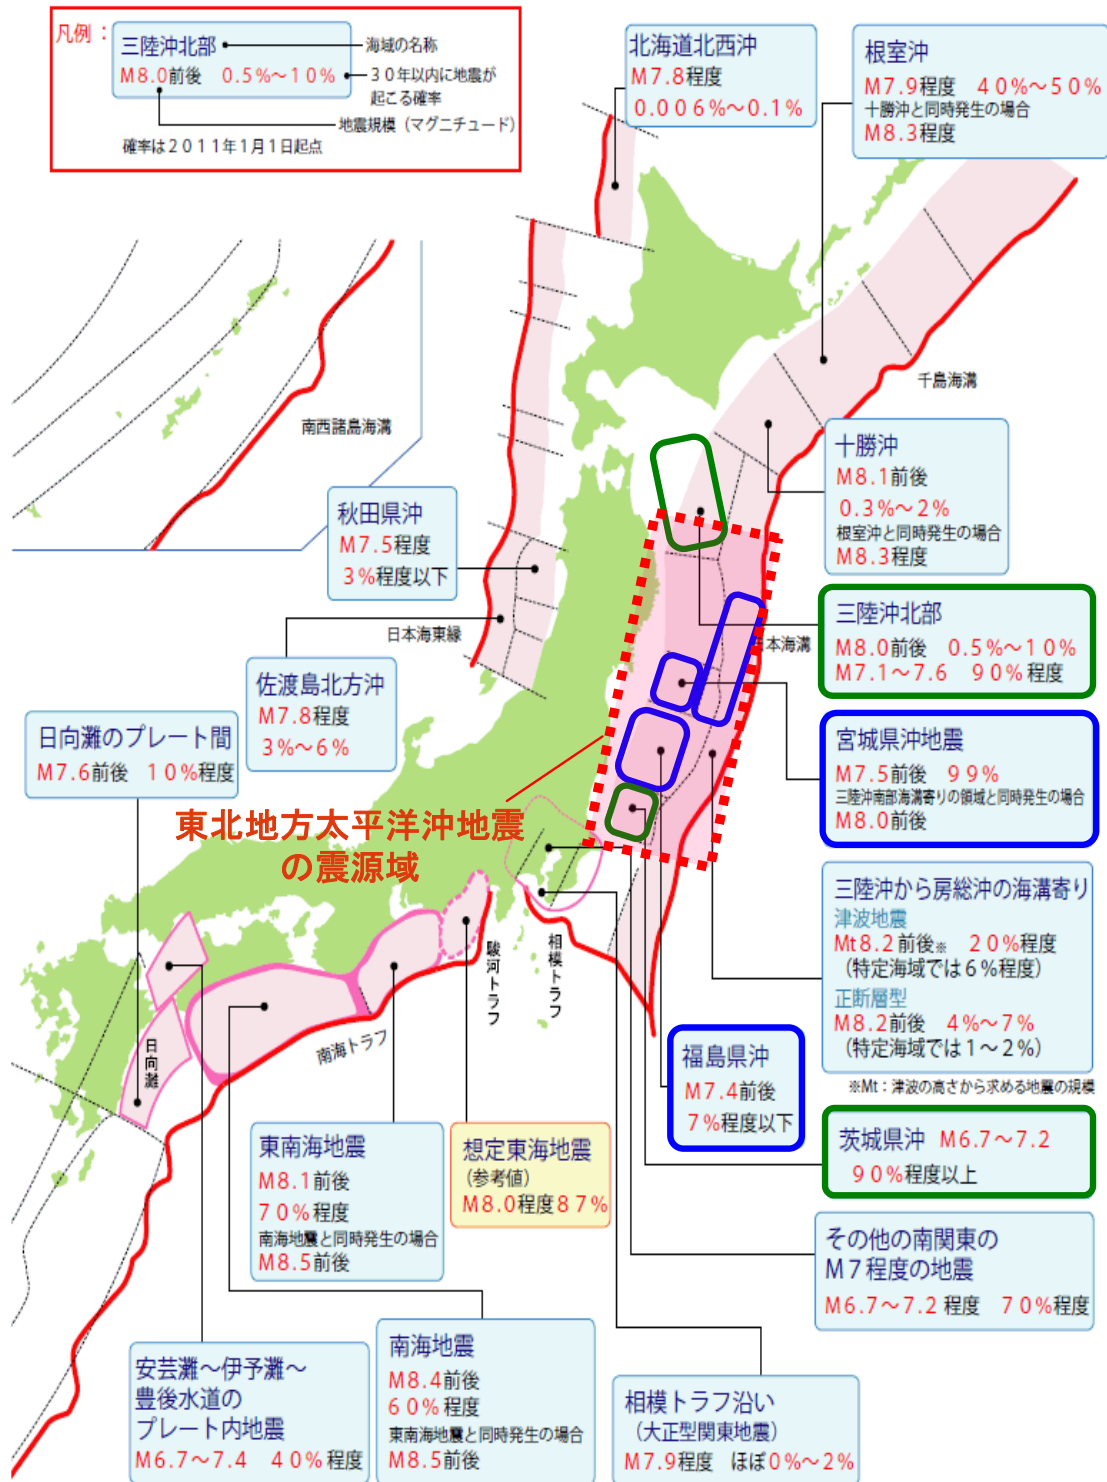 凡例：
三陸沖北部
M8.0前後　0.5%～10%
海域の名称
30年以内に地震が
起こる確率
地震規模（マグニチュード）
確率は2011年1月1日起点
北海道北西沖
M7.8程度
0.006%～0.1%
根室沖
M7.9程度　40%～50%
十勝沖と同時発生の場合
M8.3程度
千島海溝
南西諸島海溝
十勝沖
M8.1前後
0.3%～2%
根室沖と同時発生の場合
M8.3程度
秋田県沖
M7.5程度
3%程度以下
日本海東縁
三陸沖北部
M8.0前後　0.5%～10%
M7.1～7.6　90%程度
本海溝
佐渡島北方沖
M7.8程度
3%～6%
日向灘のプレート間
M7.6前後　10%程度
宮城県沖地震
M7.5前後　99%
三陸沖南部海溝寄りの領域と同時発生の場合
M8.0前後
東北地方太平洋沖地震
の震源域
三陸沖から房総沖の海溝寄り
津波地震
Mt8.2前後※　20%程度
（特定海域では6%程度）
正断層型
M8.2前後　4%～7%
（特定海域では1～2%）
※Mt：津波の高さから求める地震の規模
駿河トラフ
相模トラフ
南海トラフ
日向灘
福島県沖
M7.4前後
7%程度以下
茨城県沖　M6.7～7.2
90%程度以上
東南海地震
M8.1前後
70%程度
南海地震と同時発生の場合
M8.5前後
想定東海地震
（参考値）
M8.0程度87%
その他の南関東の
M7程度の地震
M6.7～7.2程度　70%程度
安芸灘～伊予灘～
豊後水道の
プレート内地震
M6.7～7.4　40%程度
南海地震
M8.4前後
60%程度
東南海地震と同時発生の場合
M8.5前後
相模トラフ沿い
（大正型関東地震）
M7.9程度　ほぼ0%～2%